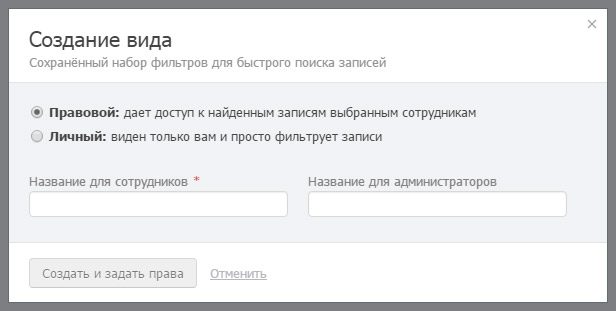 Создание вида
Сохранённый набор фильтров для быстрого поиска записей
Правовой: дает доступ к найденным записям выбранным сотрудникам
Личный: виден только вам и просто фильтрует записи
Название для сотрудников * Название для администраторов
Создать и задать права Отменить